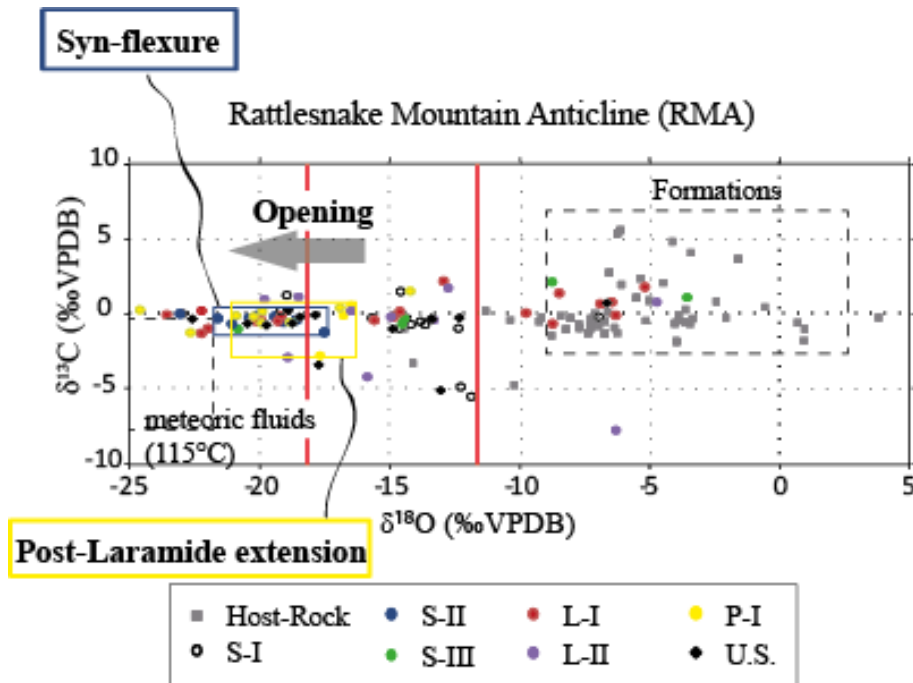 Syn-flexure
Rattlesnake Mountain Anticline (RMA)
10
Formations
Opening
5
0
δ¹³C (‰VPDB)
-5
meteoric fluids
(115°C)
-10
-25 -20 -15 -10 -5 0 5
δ¹⁸O (‰VPDB)
Post-Laramide extension
Host-Rock S-II L-I P-I
S-I S-III L-II U.S.